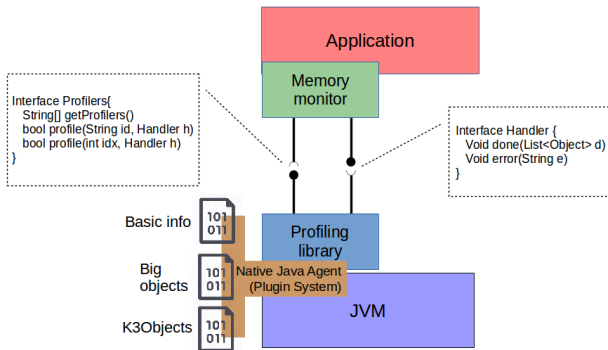 Application
Memory
monitor
Interface Profilers{
String[] getProfilers()
bool profile(String id, Handler h)
bool profile(int idx, Handler h)
}
Interface Handler {
Void done(List<Object> d)
Void error(String e)
}
Basic info
101
011
Profiling
library
Big
objects
101
011
Native Java Agent
(Plugin System)
K3Objects
101
011
JVM